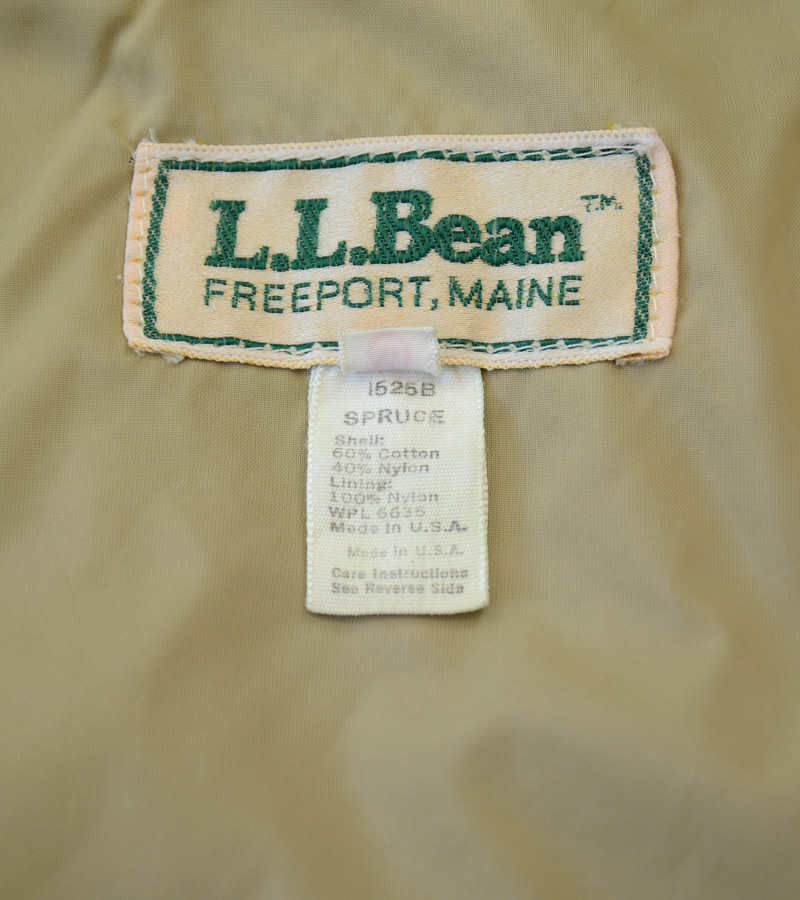 L.L.Bean T.M.
FREEPORT, MAINE
1525B
SPRUCE
Shell:
60% Cotton
40% Nylon
Lining:
100% Nylon
WPL 6635
Made in U.S.A.
Made in U.S.A.
Care Instructions
See Reverse Side